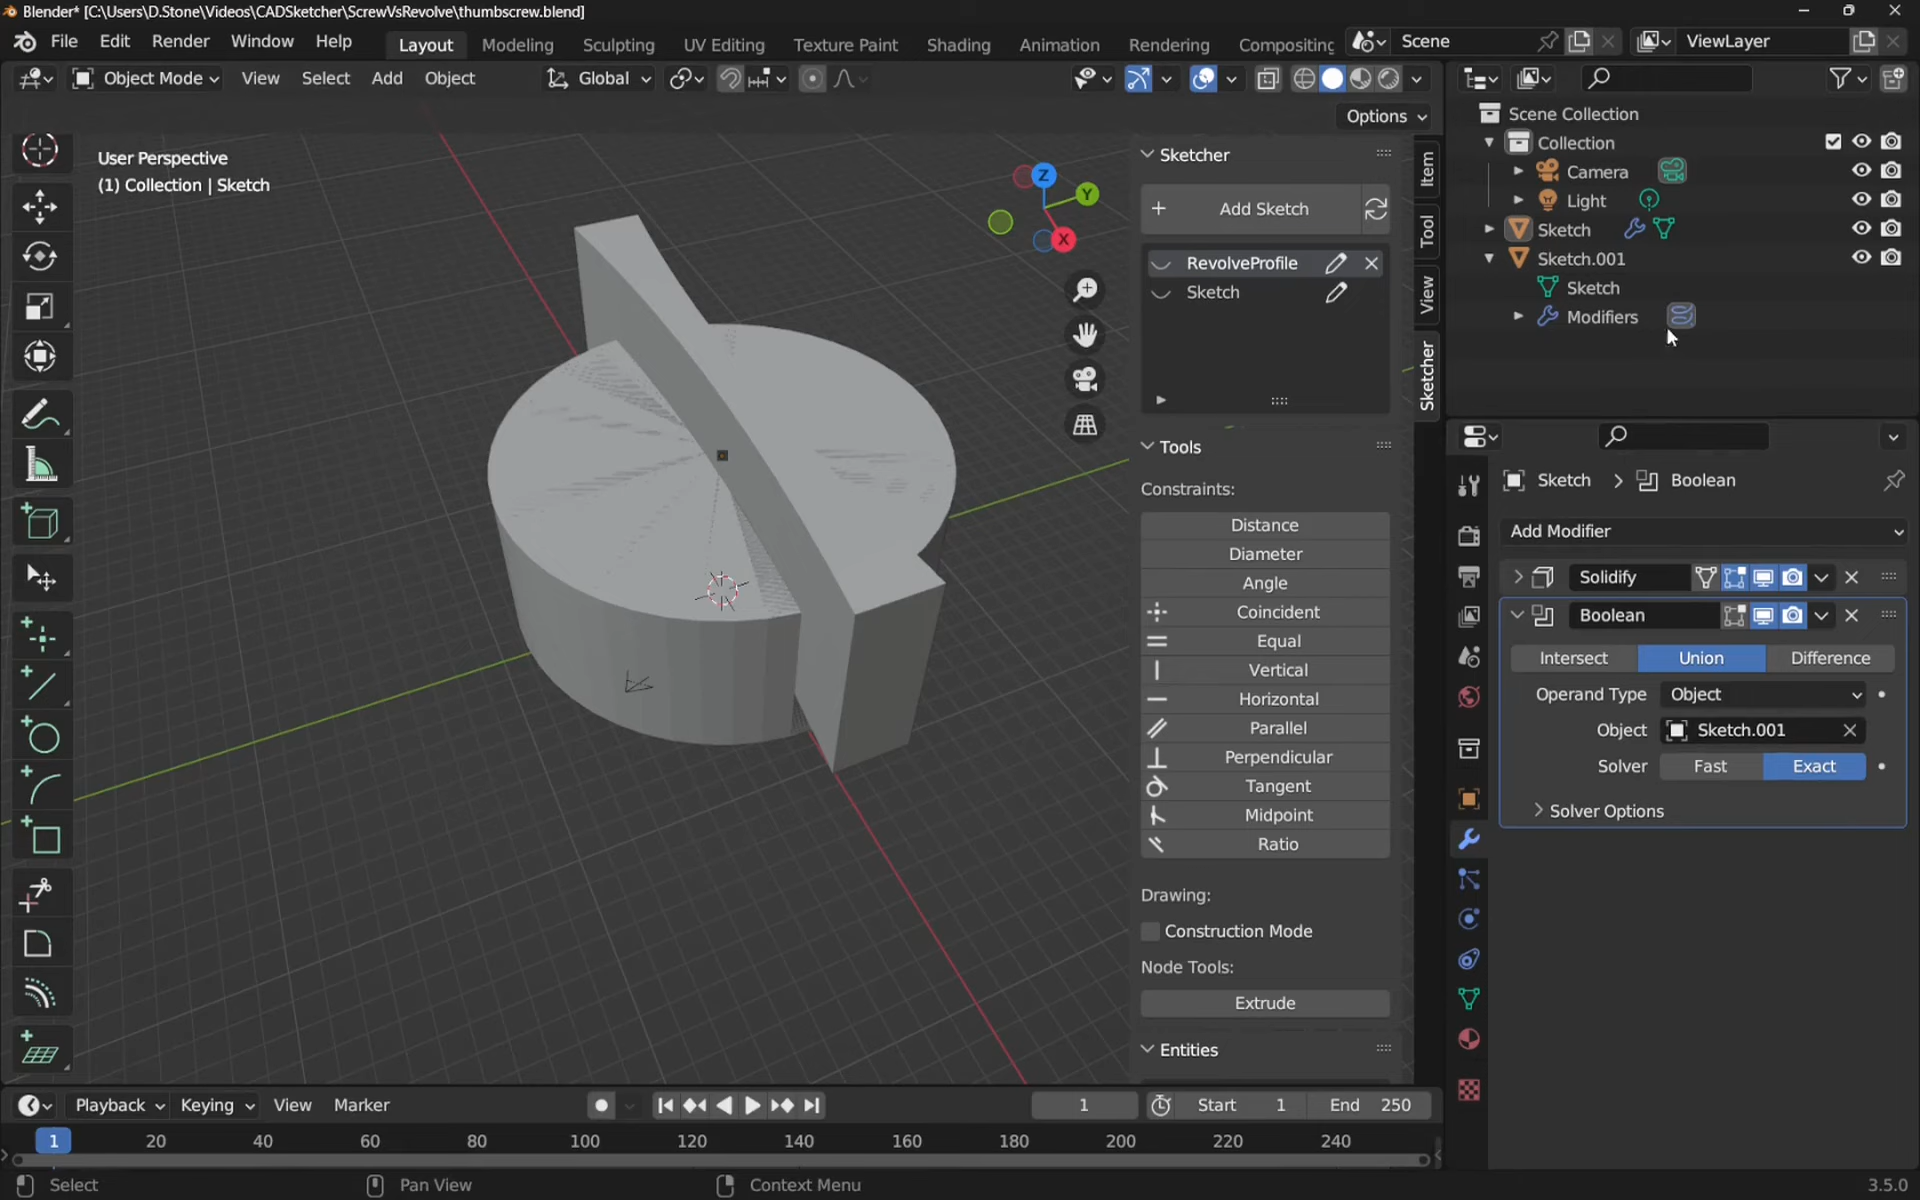 Blender* [C:\Users\D.Stone\Videos\CADSketcher\ScrewVsRevolve\thumbscrew.blend]
File Edit Render Window Help Layout Modeling Sculpting UV Editing Texture Paint Shading Animation Rendering Compositing Scene ViewLayer
Object Mode View Select Add Object Global
Options
User Perspective
(1) Collection | Sketch
Z
Y
X
Sketcher
Add Sketch
RevolveProfile
Sketch
Item
Tool
View
Sketcher
Tools
Constraints:
Distance
Diameter
Angle
Coincident
Equal
Vertical
Horizontal
Parallel
Perpendicular
Tangent
Midpoint
Ratio
Drawing:
Construction Mode
Node Tools:
Extrude
Entities
Scene Collection
Collection
Camera
Light
Sketch
Sketch.001
Sketch
Modifiers
Sketch Boolean
Add Modifier
Solidify
Boolean
Intersect Union Difference
Operand Type Object
Object Sketch.001
Solver Fast Exact
Solver Options
Playback Keying View Marker 1 Start 1 End 250
1 20 40 60 80 100 120 140 160 180 200 220 240
Select Pan View Context Menu 3.5.0